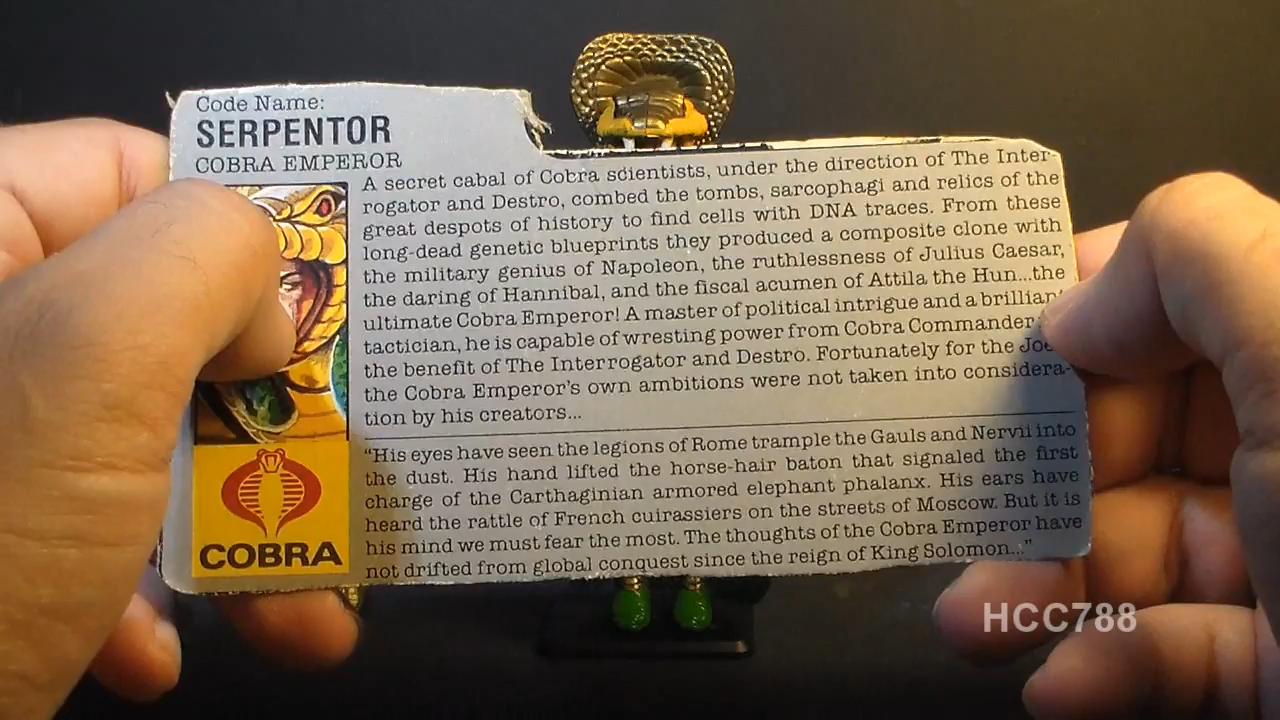 Code Name:
SERPENTOR
COBRA EMPEROR
A secret cabal of Cobra scientists, under the direction of The Inter-
rogator and Destro, combed the tombs, sarcophagi and relics of the
great despots of history to find cells with DNA traces. From these
long-dead genetic blueprints they produced a composite clone with
the military genius of Napoleon, the ruthlessness of Julius Caesar,
the daring of Hannibal, and the fiscal acumen of Attila the Hun...the
ultimate Cobra Emperor! A master of political intrigue and a brilliant
tactician, he is capable of wresting power from Cobra Commander
the benefit of The Interrogator and Destro. Fortunately for the Joe
the Cobra Emperor's own ambitions were not taken into considera-
tion by his creators...
"His eyes have seen the legions of Rome trample the Gauls and Nervii into
the dust. His hand lifted the horse-hair baton that signaled the first
charge of the Carthaginian armored elephant phalanx. His ears have
heard the rattle of French cuirassiers on the streets of Moscow. But it is
his mind we must fear the most. The thoughts of the Cobra Emperor have
not drifted from global conquest since the reign of King Solomon..."
COBRA
HCC788